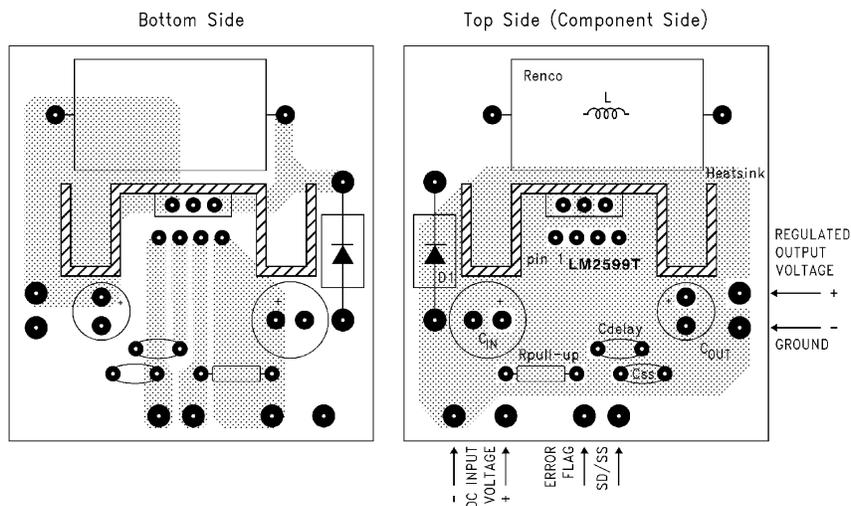 Bottom Side
Top Side (Component Side)
Renco
L
Heatsink
pin 1
LM2599T
D1
+
+
+
+
CIN
Cdelay
COUT
Rpull-up
Css
REGULATED
OUTPUT
VOLTAGE
+
-
GROUND
-
DC INPUT
VOLTAGE
+
ERROR
FLAG
SD/SS